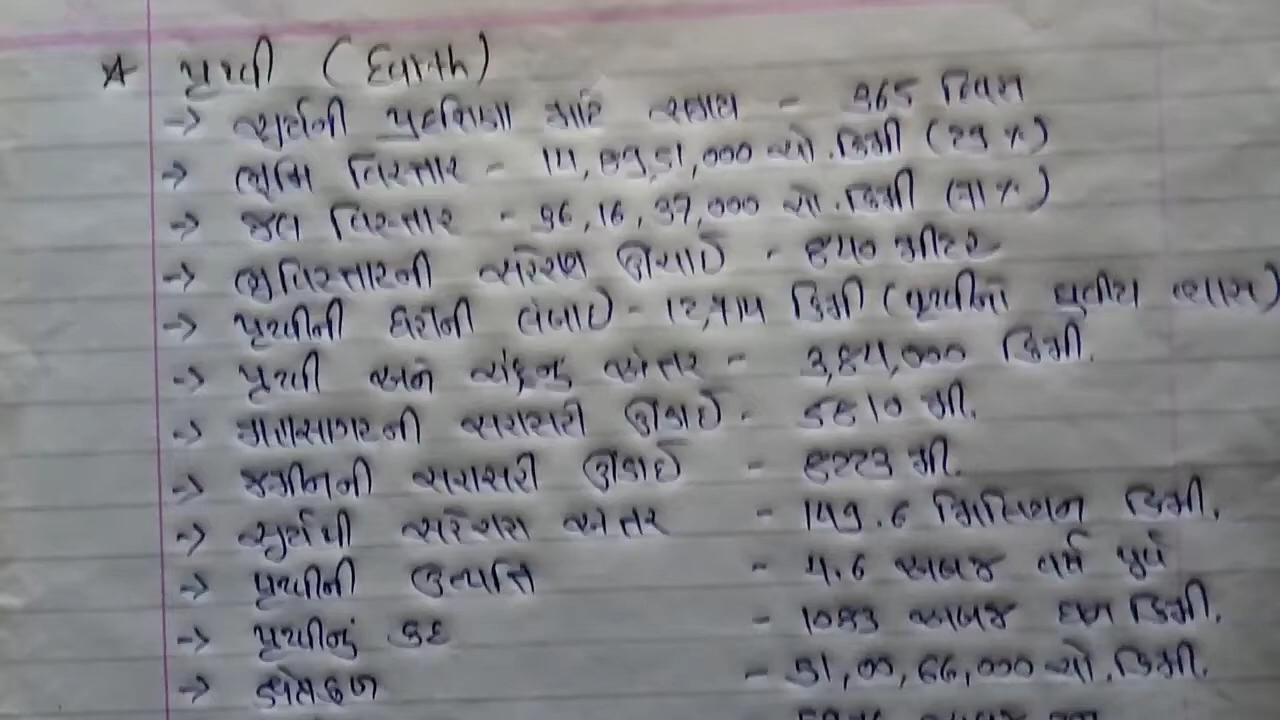 ★ પૃથ્વી (Earth)
→ સુર્યની પ્રદક્ષિણા માટે સમય - 365 દિવસ
→ ભુમિ વિસ્તાર - 14,89,51,000 ચો.કિમી (29%)
→ જલ વિસ્તાર - 36,16,37,000 ચો.કિમી (71%)
→ ભુવિસ્તારની સરેરાશ ઊંચાઈ - 840 મીટર
→ પૃથ્વીની ધરીની લંબાઈ - 12,714 કિમી (પૃથ્વીનો ધ્રુવીય વ્યાસ)
→ પૃથ્વી અને ચંદ્રનું અંતર - 3,84,000 કિમી.
→ મહાસાગરની સરાસરી ઊંડાઈ - 3810 મી.
→ જમીનની સરાસરી ઊંડાઈ - મી.
→ સુર્યથી સરેરાશ અંતર - 149.6 મિલિયન કિમી.
→ પૃથ્વીની ઉત્પત્તિ - 4.6 અબજ વર્ષ પુર્વે
→ પૃથ્વીનું કદ - 1083 અબજ ઘન કિમી.
→ ક્ષેત્રફળ - 51,00,66,000 ચો.કિમી.